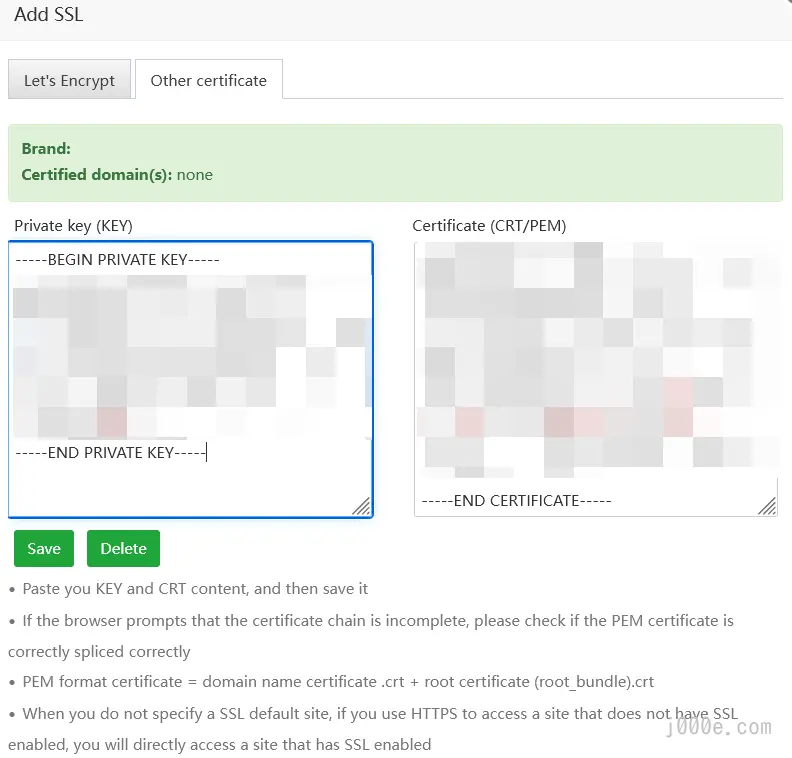 Add SSL
Let's Encrypt
Other certificate
Brand:
Certified domain(s): none
Private key (KEY)
Certificate (CRT/PEM)
-----BEGIN PRIVATE KEY-----
-----END PRIVATE KEY-----
-----END CERTIFICATE-----
Save
Delete
• Paste you KEY and CRT content, and then save it
• If the browser prompts that the certificate chain is incomplete, please check if the PEM certificate is
correctly spliced correctly
• PEM format certificate = domain name certificate .crt + root certificate (root_bundle).crt
• When you do not specify a SSL default site, if you use HTTPS to access a site that does not have SSL
enabled, you will directly access a site that has SSL enabled
j000e.com